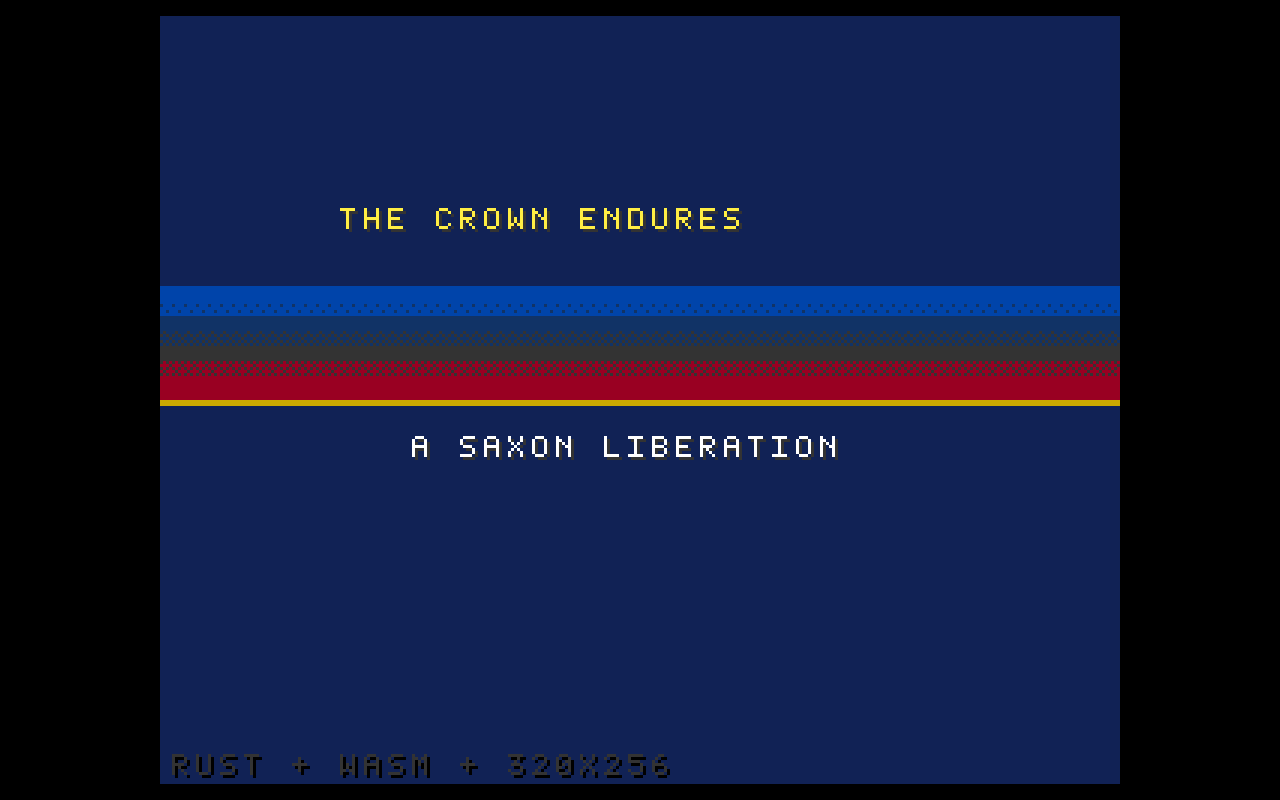 THE CROWN ENDURES
A SAXON LIBERATION
RUST + WASM + 320X256